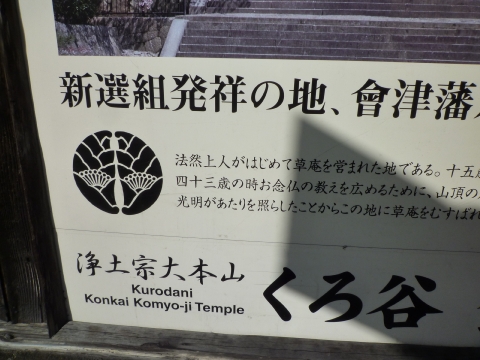 新選組発祥の地、會津藩
法然上人がはじめて草庵を営まれた地である。十五歳
四十三歳の時お念仏の教えを広めるために、山頂の
光明があたりを照らしたことからこの地に草庵をむすばれ
浄土宗大本山
Kurodani
Konkai Komyo-ji Temple
くろ谷